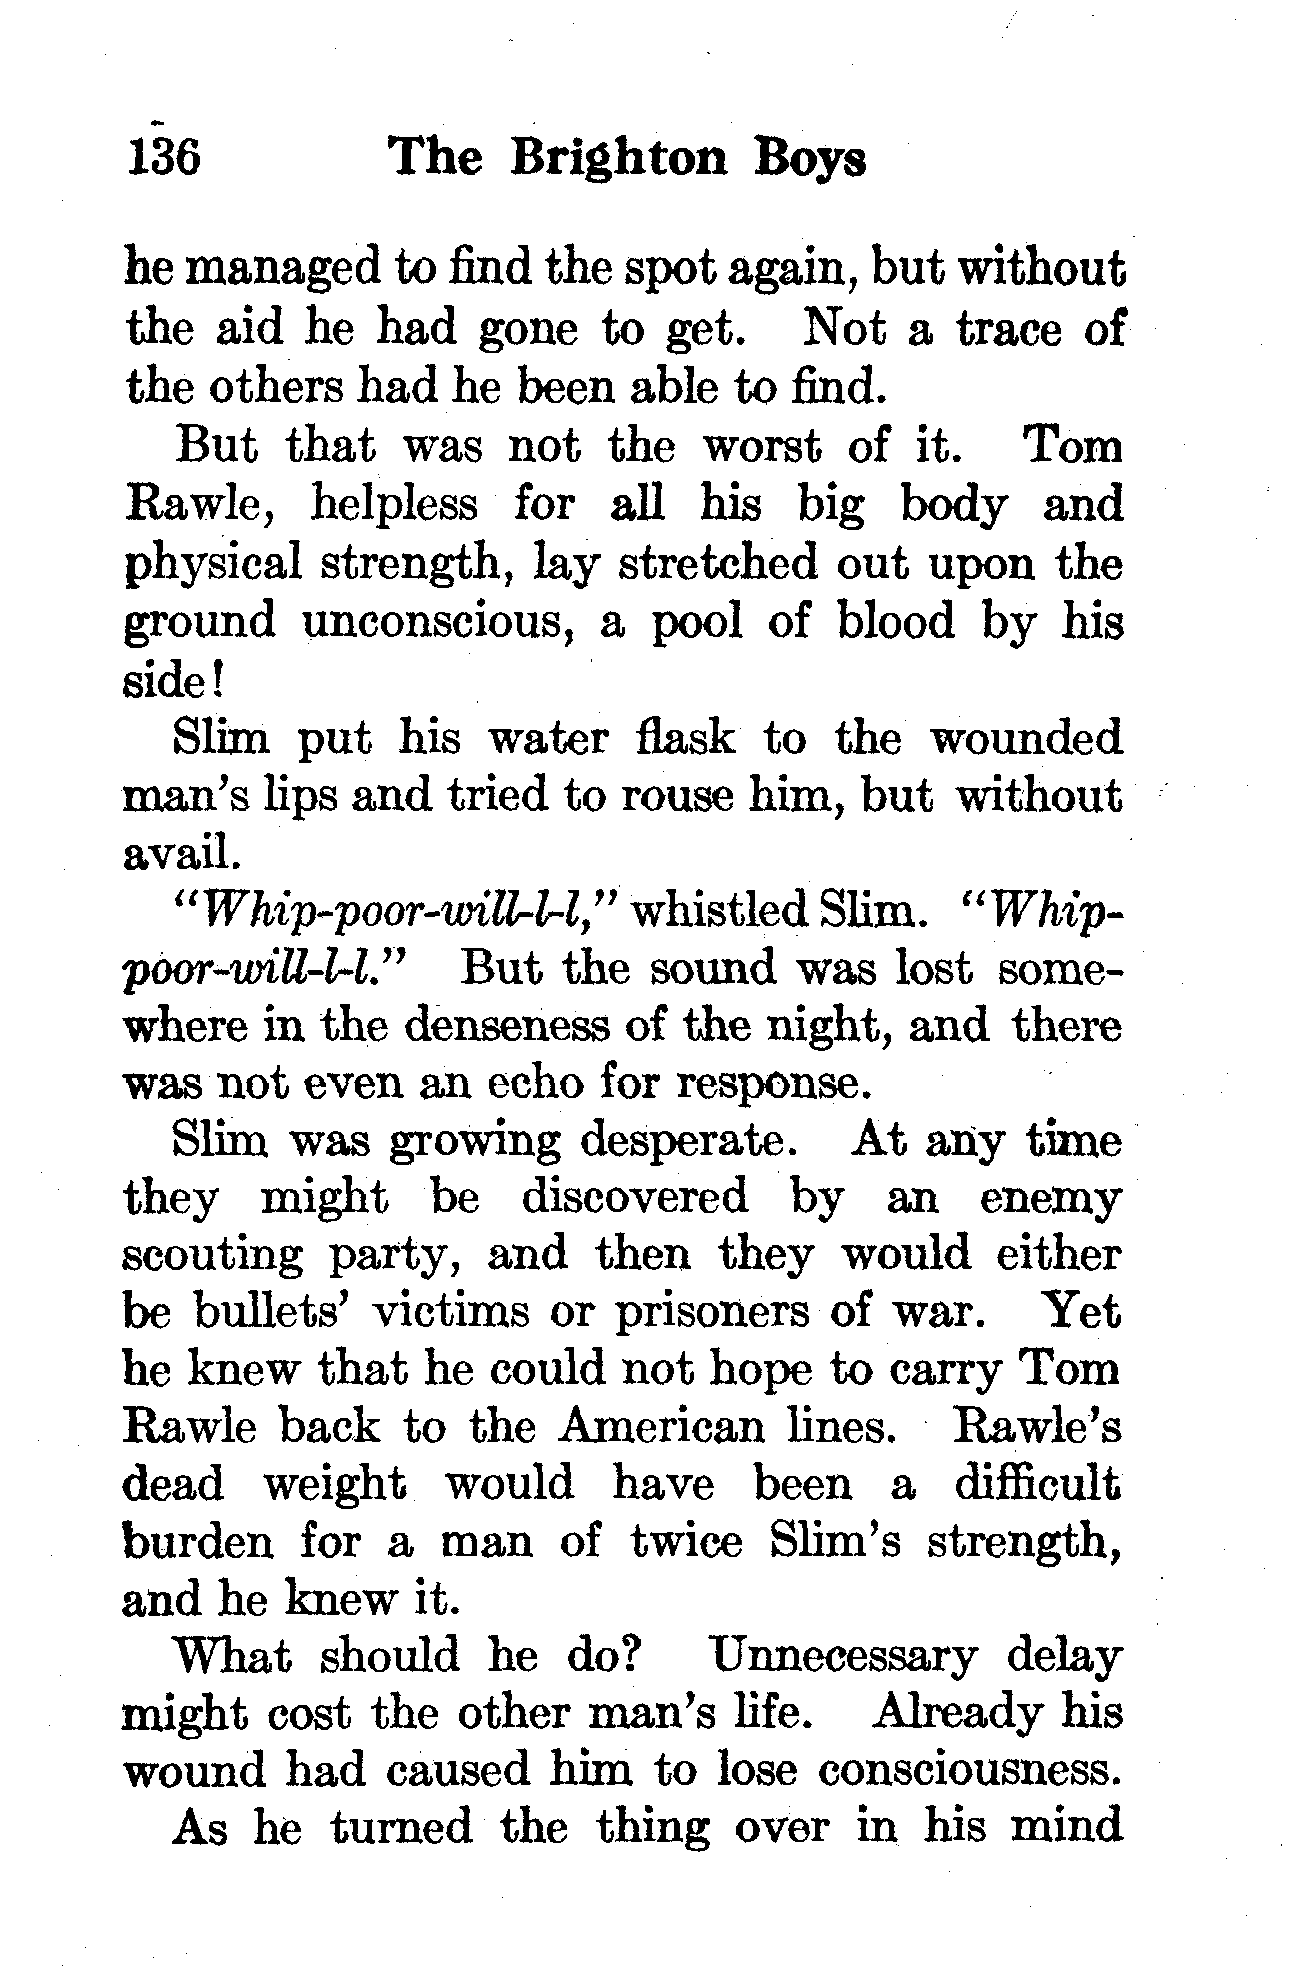 136 The Brighton Boys
he managed to find the spot again, but without
the aid he had gone to get. Not a trace of
the others had he been able to find.
But that was not the worst of it. Tom
Rawle, helpless for all his big body and
physical strength, lay stretched out upon the
ground unconscious, a pool of blood by his
side!
Slim put his water flask to the wounded
man's lips and tried to rouse him, but without
avail.
"Whip-poor-will-l-l," whistled Slim. "Whip-
poor-will-l-l." But the sound was lost some-
where in the denseness of the night, and there
was not even an echo for response.
Slim was growing desperate. At any time
they might be discovered by an enemy
scouting party, and then they would either
be bullets' victims or prisoners of war. Yet
he knew that he could not hope to carry Tom
Rawle back to the American lines. Rawle's
dead weight would have been a difficult
burden for a man of twice Slim's strength,
and he knew it.
What should he do? Unnecessary delay
might cost the other man's life. Already his
wound had caused him to lose consciousness.
As he turned the thing over in his mind